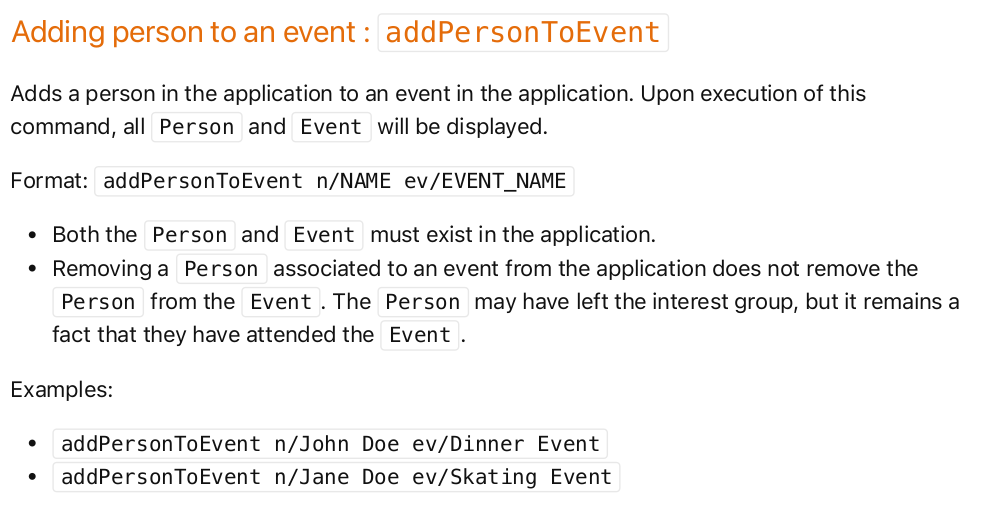 Adding person to an event : addPersonToEvent
Adds a person in the application to an event in the application. Upon execution of this
command, all Person and Event will be displayed.
Format: addPersonToEvent n/NAME ev/EVENT_NAME
• Both the Person and Event must exist in the application.
• Removing a Person associated to an event from the application does not remove the
Person from the Event. The Person may have left the interest group, but it remains a
fact that they have attended the Event.
Examples:
• addPersonToEvent n/John Doe ev/Dinner Event
• addPersonToEvent n/Jane Doe ev/Skating Event